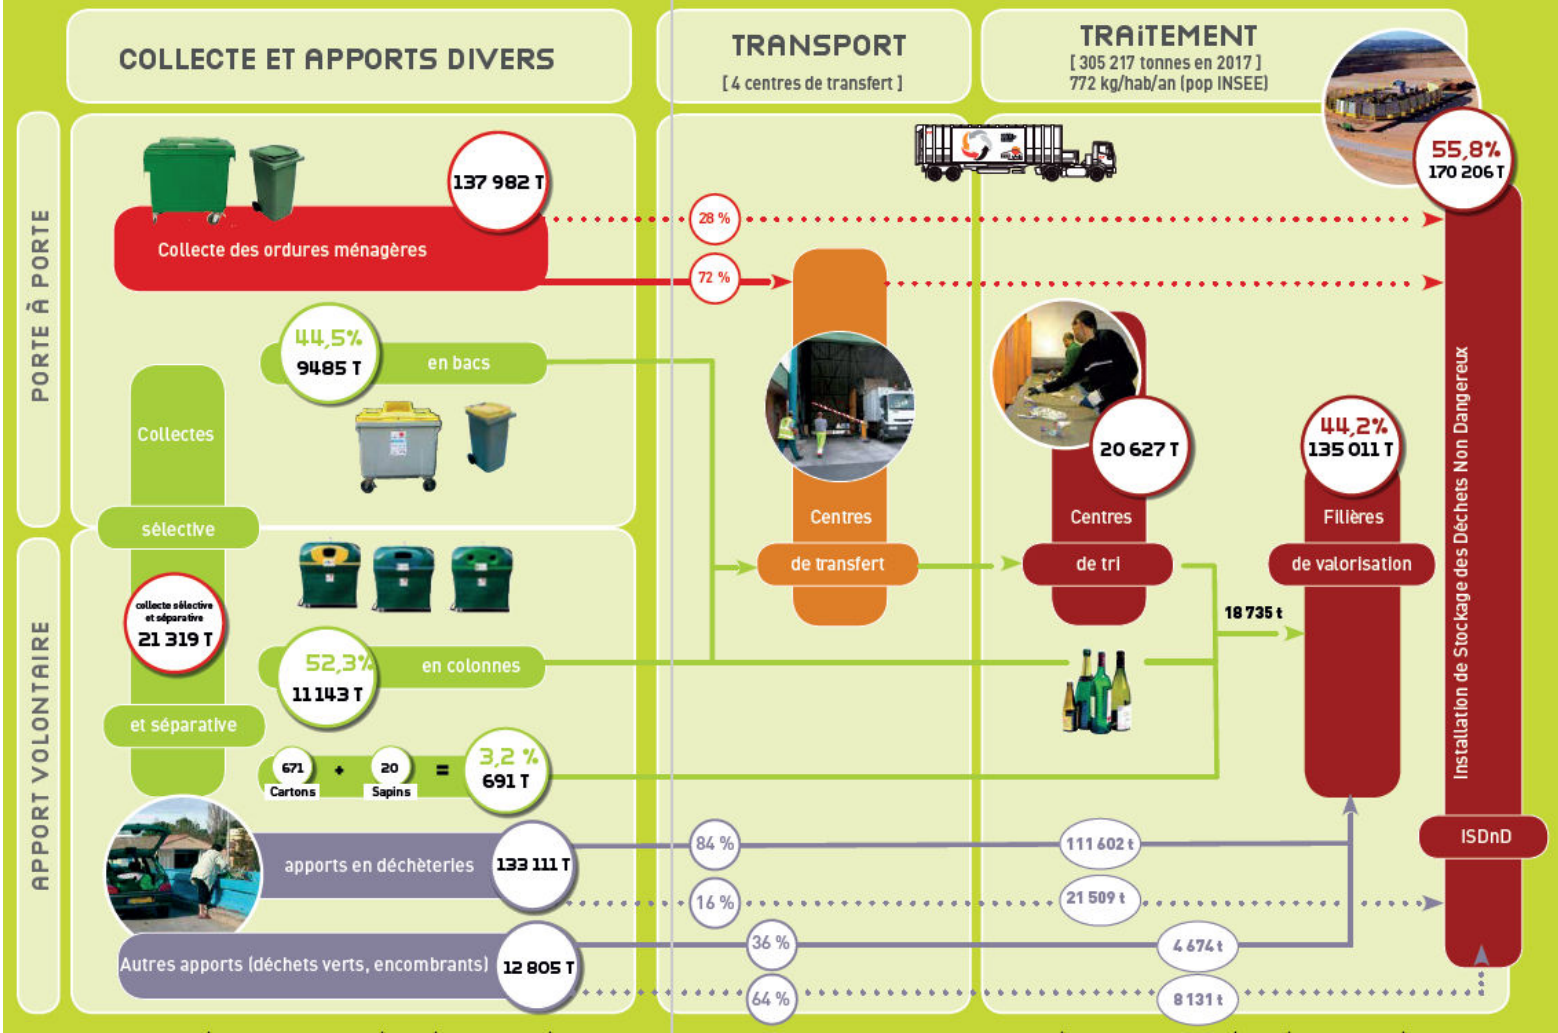 COLLECTE ET APPORTS DIVERS
TRANSPORT
[ 4 centres de transfert ]
TRAiTEMENT
[ 305 217 tonnes en 2017 ]
772 kg/hab/an (pop INSEE)
PORTE À PORTE
137 982 T
Collecte des ordures ménagères
28 %
72 %
55,8%
170 206 T
44,5%
9485 T
en bacs
Collectes
sélective
collecte sélective
et séparative
21 319 T
et séparative
APPORT VOLONTAIRE
52,3%
11 143 T
en colonnes
671
Cartons
+
20
Sapins
=
3,2 %
691 T
Centres
de transfert
20 627 T
Centres
de tri
44,2%
135 011 T
Filières
de valorisation
18 735 t
Installation de Stockage des Déchets Non Dangereux
ISDnD
apports en déchèteries
133 111 T
84 %
111 602 t
16 %
21 509 t
Autres apports (déchets verts, encombrants)
12 805 T
36 %
4 674 t
64 %
8 131 t